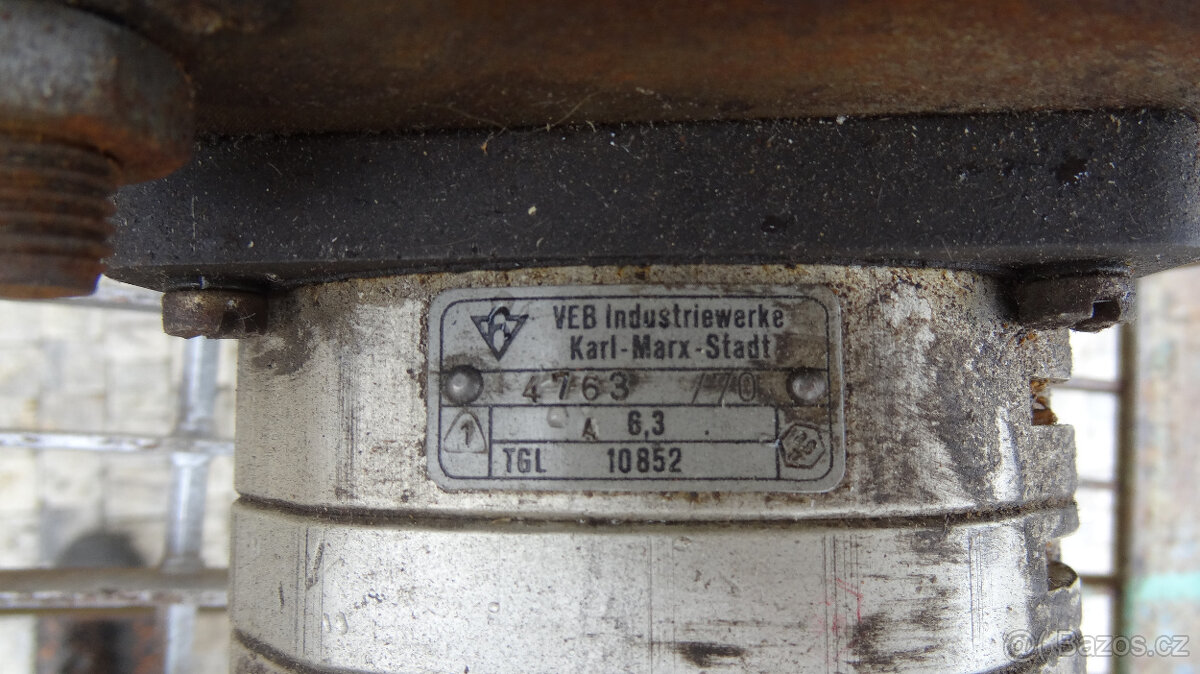 VEB Industriewerke
Karl-Marx-Stadt
4763 /70
1 A 6,3
TGL 10852
Bazos.cz